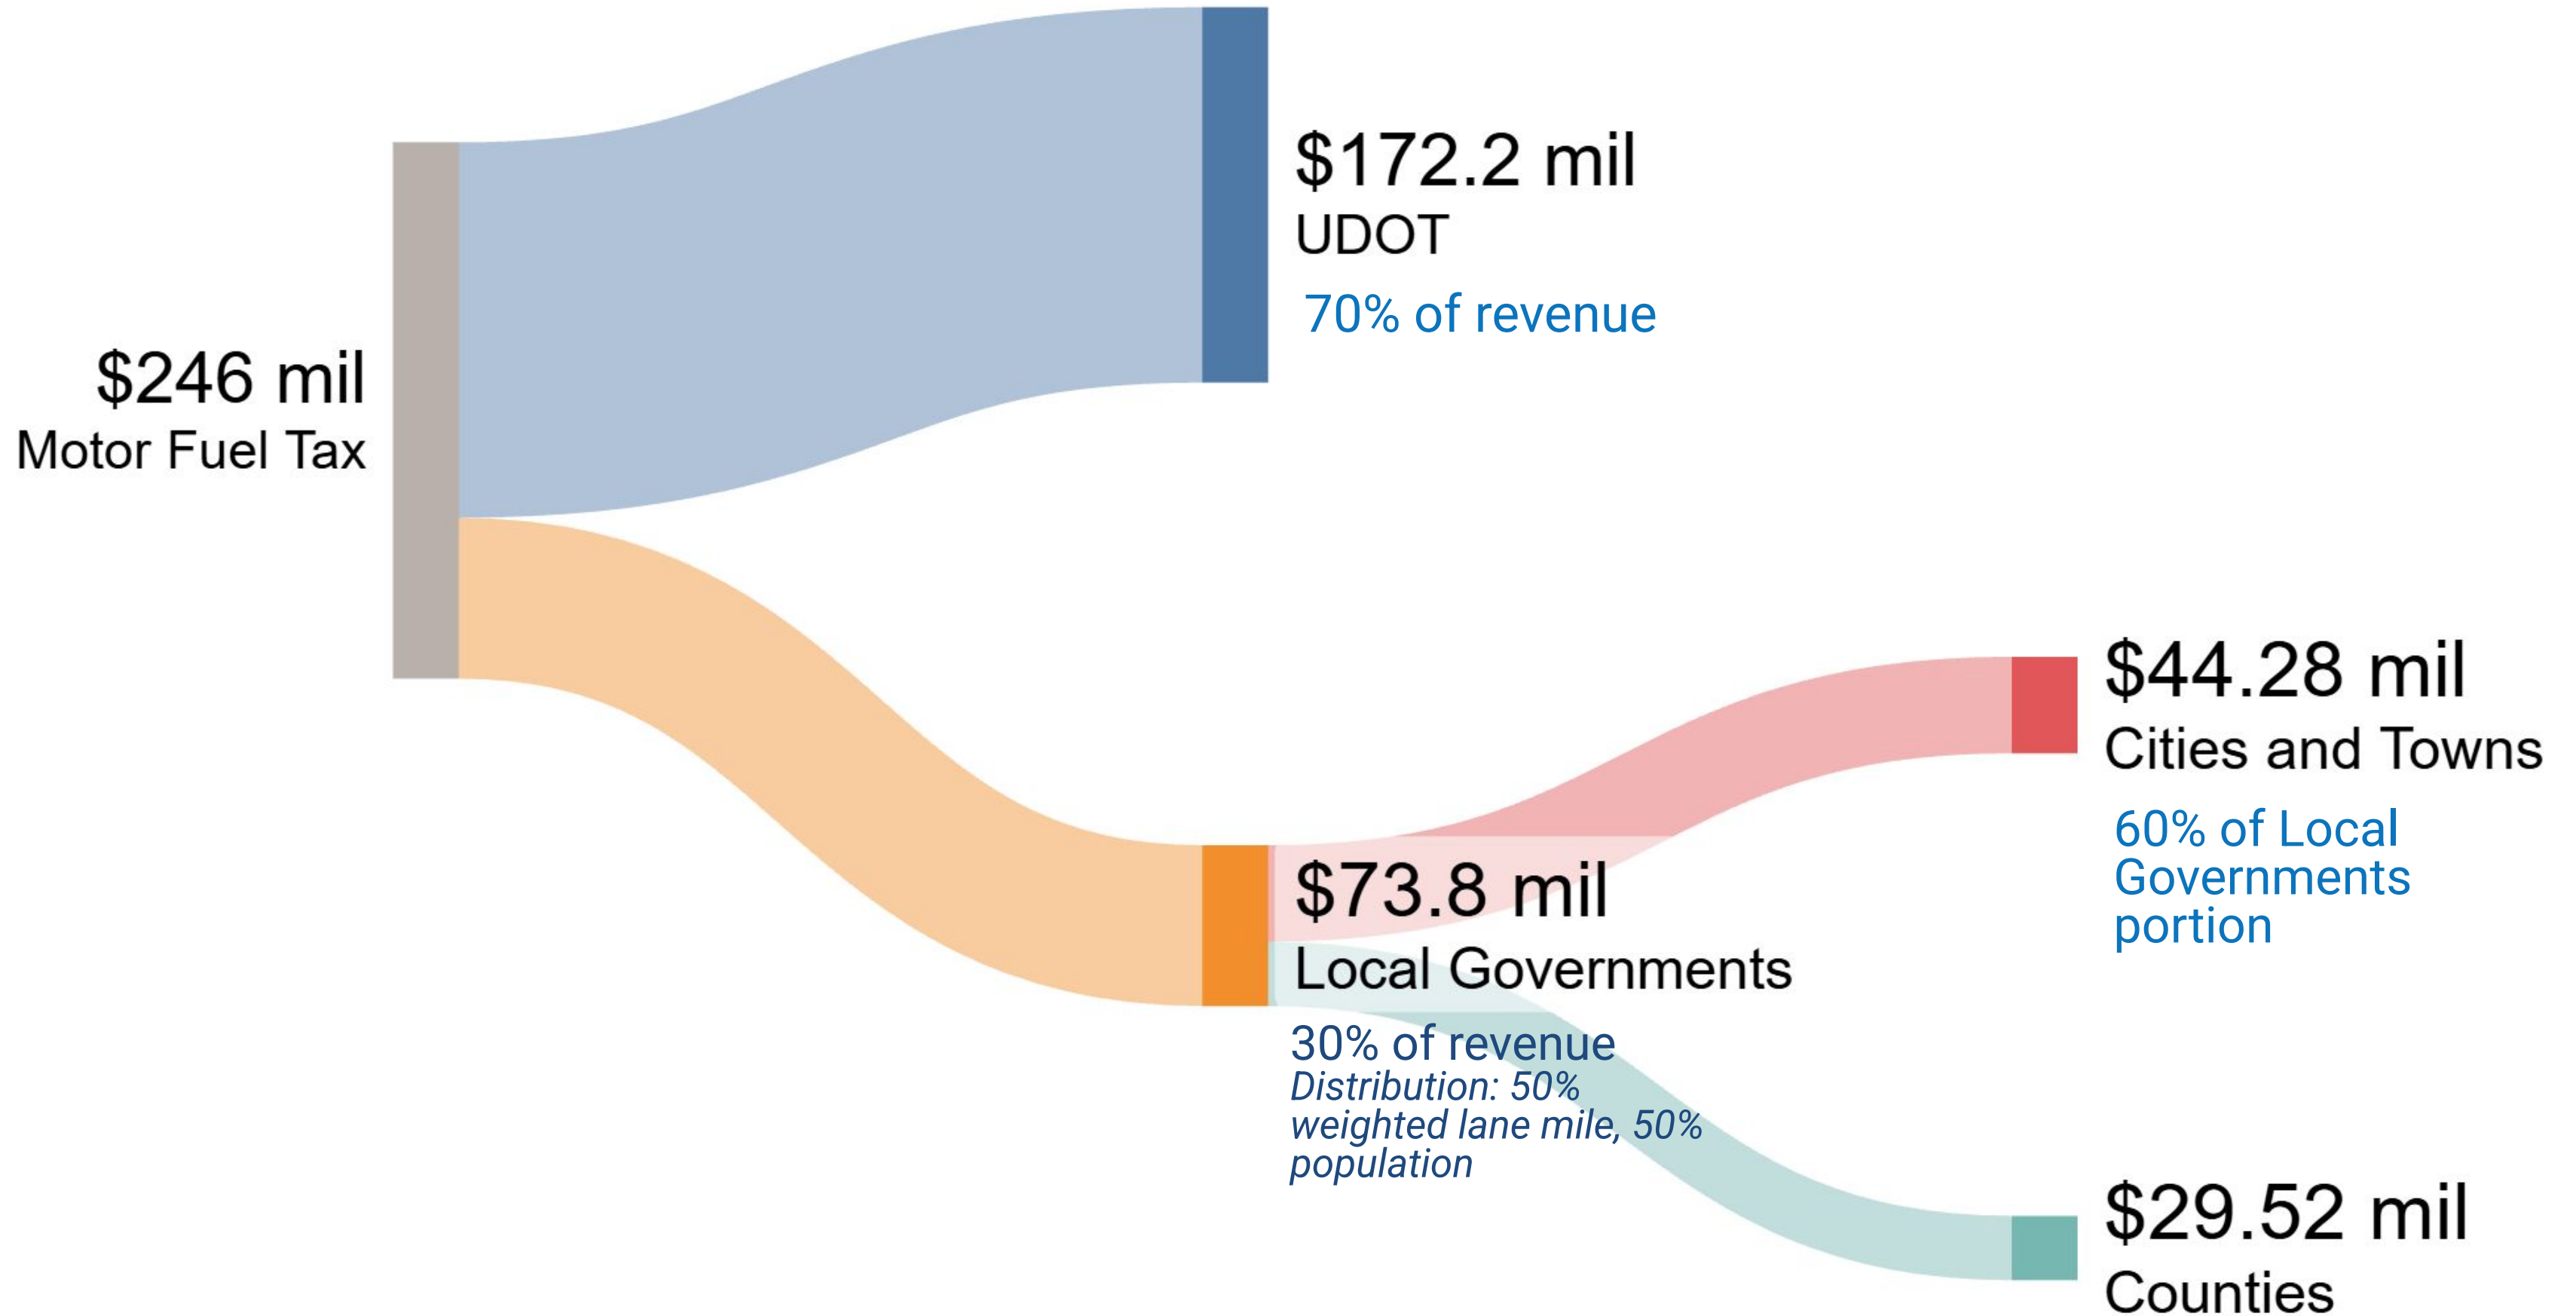 $246 mil
Motor Fuel Tax
$172.2 mil
UDOT
70% of revenue
$73.8 mil
Local Governments
30% of revenue
Distribution: 50%
weighted lane mile, 50%
population
$44.28 mil
Cities and Towns
60% of Local
Governments
portion
$29.52 mil
Counties